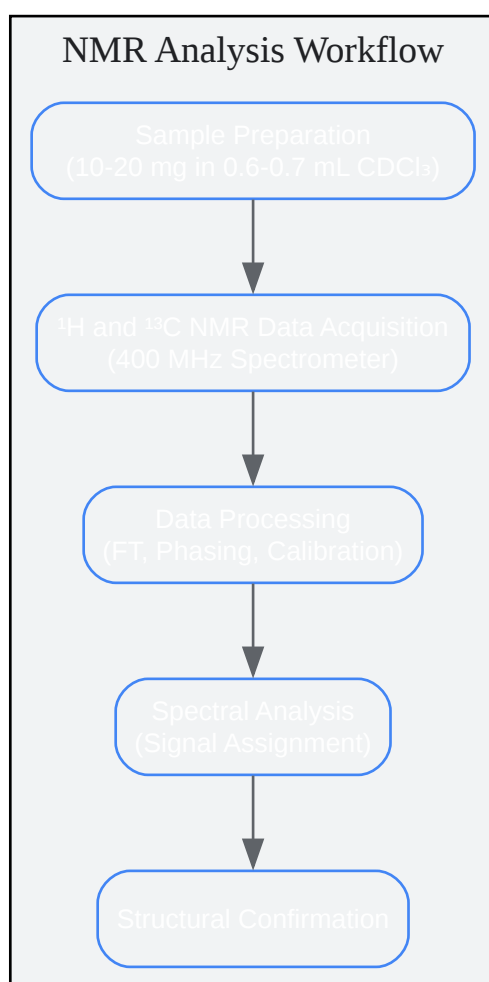 NMR Analysis Workflow
Sample Preparation
(10-20 mg in 0.6-0.7 mL CDCl₃)
¹H and ¹³C NMR Data Acquisition
(400 MHz Spectrometer)
Data Processing
(FT, Phasing, Calibration)
Spectral Analysis
(Signal Assignment)
Structural Confirmation